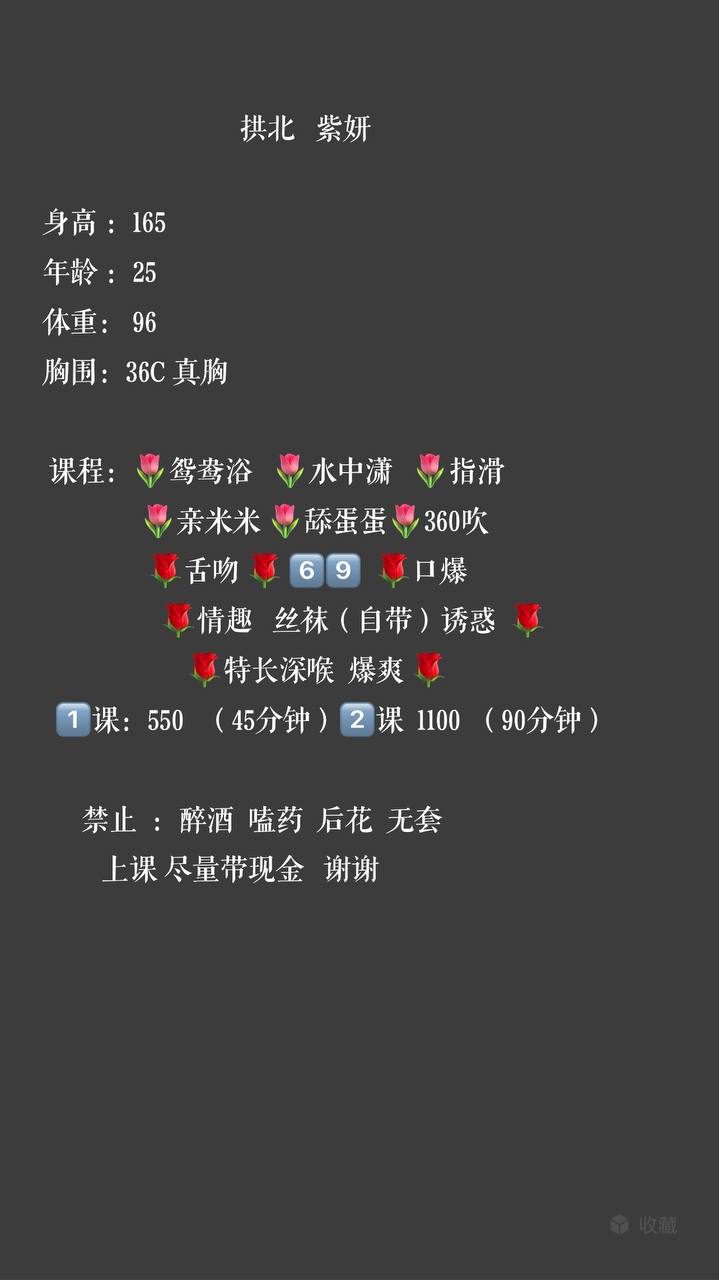 拱北 紫妍
身高：165
年龄：25
体重： 96
胸围：36C 真胸
课程：🌷鸳鸯浴 🌷水中潇 🌷指滑
🌷亲米米 🌷舔蛋蛋🌷360吹
🌹舌吻 🌹 6️⃣9️⃣ 🌹口爆
🌹情趣 丝袜（自带）诱惑 🌹
🌹特长深喉 爆爽 🌹
1️⃣课：550 （45分钟）2️⃣课 1100 （90分钟）
禁止 ：醉酒 嗑药 后花 无套
上课 尽量带现金 谢谢
收藏